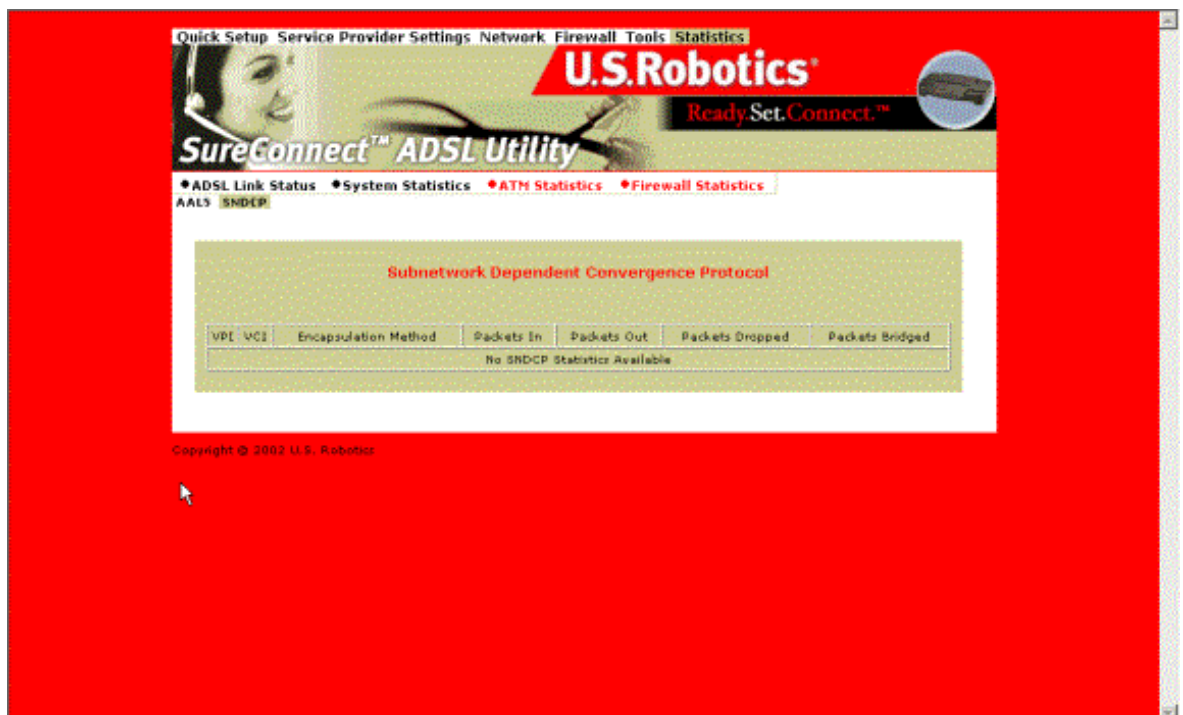 Quick Setup Service Provider Settings Network Firewall Tools Statistics
U.S.Robotics®
Ready.Set.Connect.™
SureConnect™ ADSL Utility
•ADSL Link Status •System Statistics •ATM Statistics •Firewall Statistics
AAL5 SNDCP
Subnetwork Dependent Convergence Protocol
VPI VCI Encapsulation Method Packets In Packets Out Packets Dropped Packets Bridged
No SNDCP Statistics Available
Copyright © 2002 U.S. Robotics